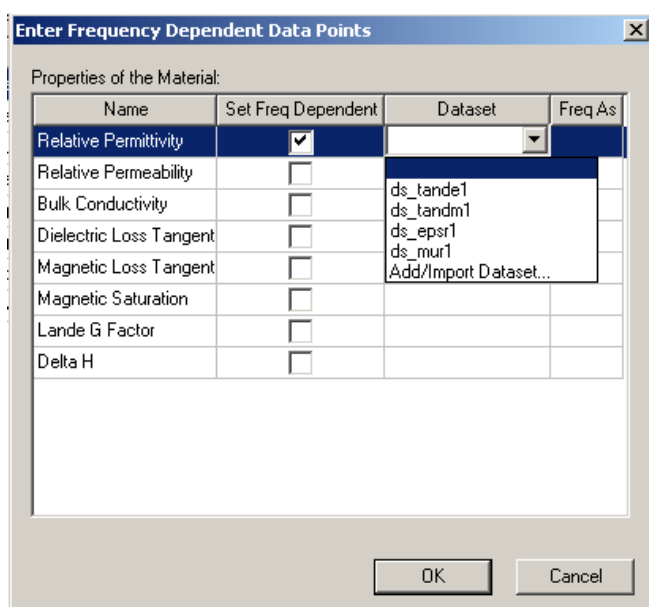 Enter Frequency Dependent Data Points
Properties of the Material:
Name Set Freq Dependent Dataset Freq As
Relative Permittivity
Relative Permeability
Bulk Conductivity
Dielectric Loss Tangent
Magnetic Loss Tangent
Magnetic Saturation
Lande G Factor
Delta H
ds_tande1
ds_tandm1
ds_epsr1
ds_mur1
Add/Import Dataset...
OK Cancel